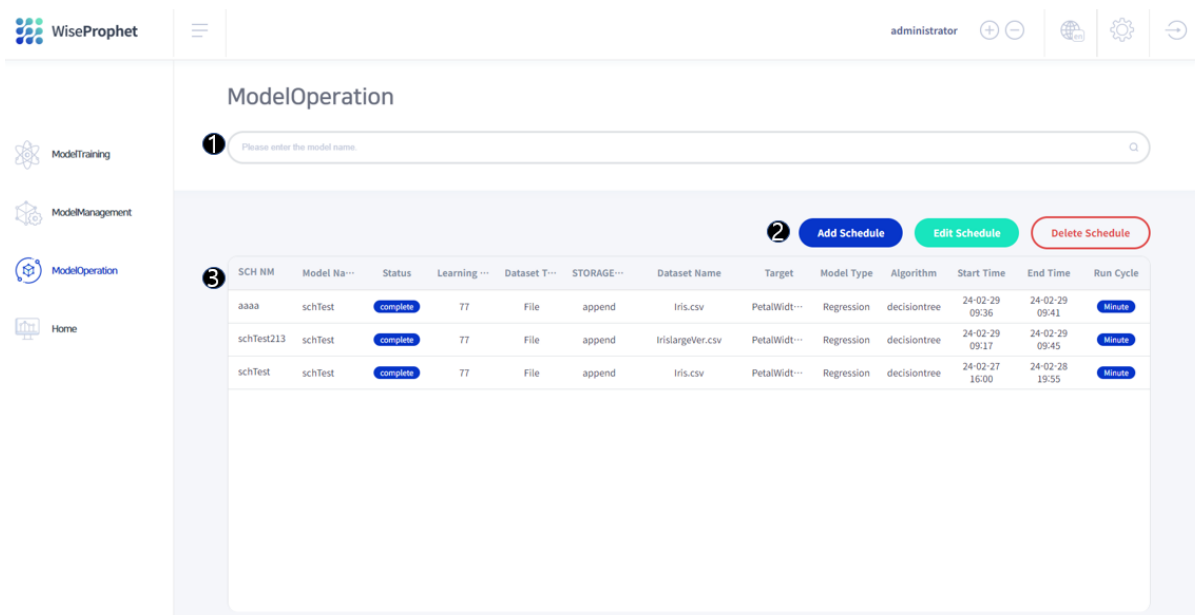 WiseProphet
administrator
en
ModelOperation
1
Please enter the model name.
ModelTraining
ModelManagement
ModelOperation
Home
2 Add Schedule Edit Schedule Delete Schedule
3
SCH NM Model Na··· Status Learning ··· Dataset T··· STORAGE··· Dataset Name Target Model Type Algorithm Start Time End Time Run Cycle
aaaa schTest complete 77 File append Iris.csv PetalWidt··· Regression decisiontree 24-02-29 09:36 24-02-29 09:41 Minute
schTest213 schTest complete 77 File append IrislargeVer.csv PetalWidt··· Regression decisiontree 24-02-29 09:17 24-02-29 09:45 Minute
schTest schTest complete 77 File append Iris.csv PetalWidt··· Regression decisiontree 24-02-27 16:00 24-02-28 19:55 Minute